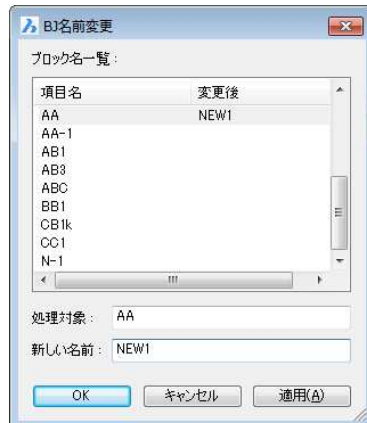 BJ名前変更
ブロック名一覧：
項目名 変更後
AA NEW1
AA-1
AB1
AB3
ABC
BB1
CB1k
CC1
N-1
処理対象： AA
新しい名前： NEW1
OK キャンセル 適用(A)